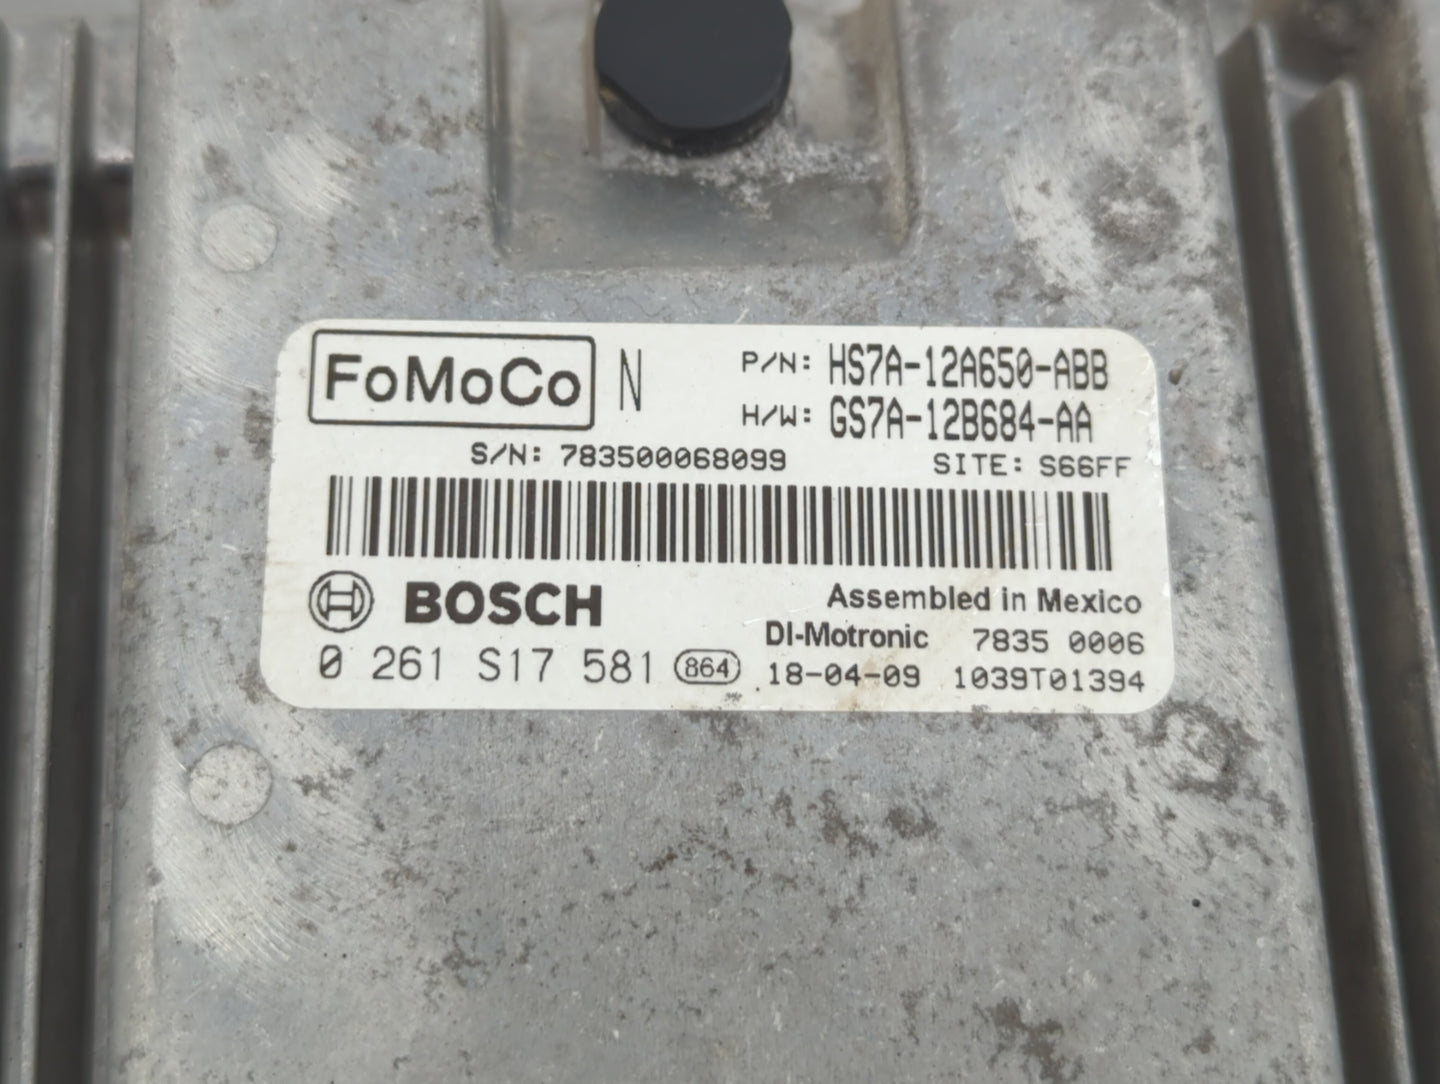 FoMoCo N P/N: HS7A-12A650-ABB
H/W: GS7A-12B684-AA
S/N: 783500068099 SITE: S66FF
BOSCH Assembled in Mexico
DI-Motronic 7835 0006
0 261 S17 581 864 18-04-09 1039T01394